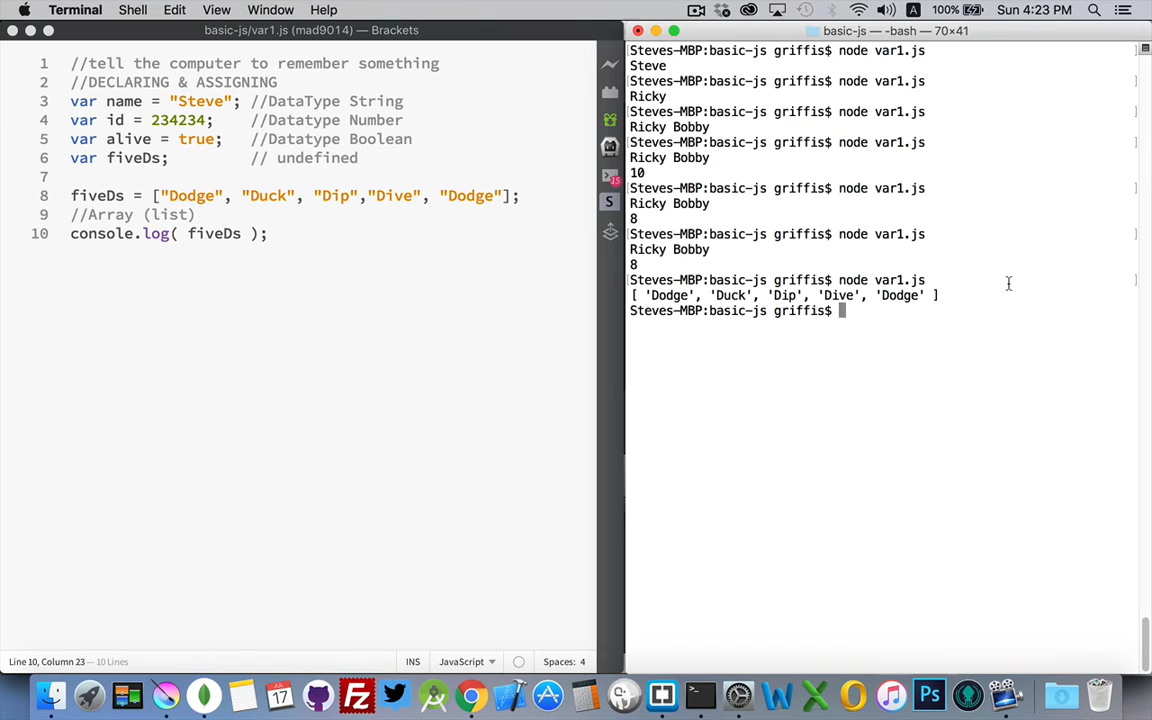 Terminal Shell Edit View Window Help 100% Sun 4:23 PM
basic-js/var1.js (mad9014) — Brackets
1 //tell the computer to remember something
2 //DECLARING & ASSIGNING
3 var name = "Steve"; //DataType String
4 var id = 234234; //Datatype Number
5 var alive = true; //Datatype Boolean
6 var fiveDs; // undefined
7
8 fiveDs = ["Dodge", "Duck", "Dip","Dive", "Dodge"];
9 //Array (list)
10 console.log( fiveDs );
Line 10, Column 23 — 10 Lines INS JavaScript Spaces: 4
basic-js — -bash — 70×41
[Steves-MBP:basic-js griffis$ node var1.js ]
Steve
[Steves-MBP:basic-js griffis$ node var1.js ]
Ricky
[Steves-MBP:basic-js griffis$ node var1.js ]
Ricky Bobby
[Steves-MBP:basic-js griffis$ node var1.js ]
Ricky Bobby
10
[Steves-MBP:basic-js griffis$ node var1.js ]
Ricky Bobby
8
[Steves-MBP:basic-js griffis$ node var1.js ]
Ricky Bobby
8
[Steves-MBP:basic-js griffis$ node var1.js ]
[ 'Dodge', 'Duck', 'Dip', 'Dive', 'Dodge' ]
Steves-MBP:basic-js griffis$